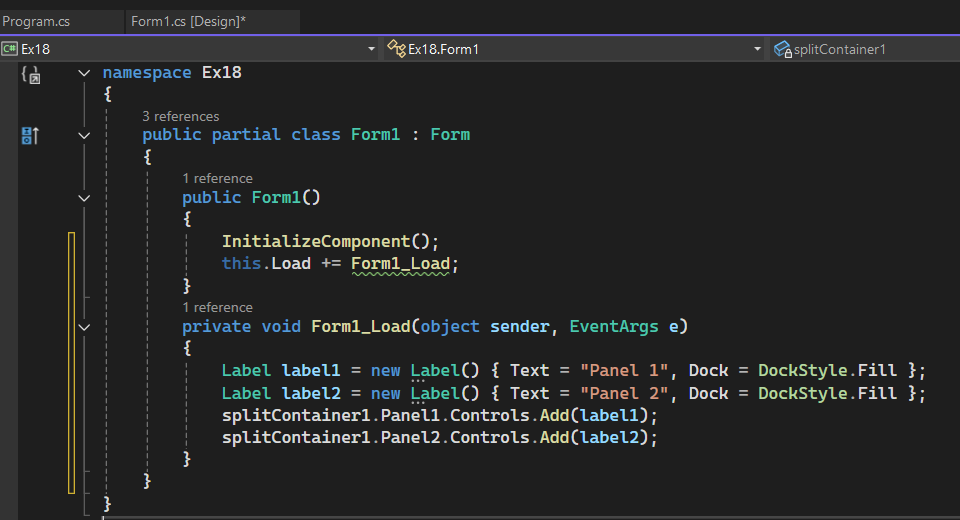 Program.cs
Form1.cs [Design]*
C# Ex18
Ex18.Form1
splitContainer1
namespace Ex18
{
3 references
public partial class Form1 : Form
{
1 reference
public Form1()
{
InitializeComponent();
this.Load += Form1_Load;
}
1 reference
private void Form1_Load(object sender, EventArgs e)
{
Label label1 = new Label() { Text = "Panel 1", Dock = DockStyle.Fill };
Label label2 = new Label() { Text = "Panel 2", Dock = DockStyle.Fill };
splitContainer1.Panel1.Controls.Add(label1);
splitContainer1.Panel2.Controls.Add(label2);
}
}
}